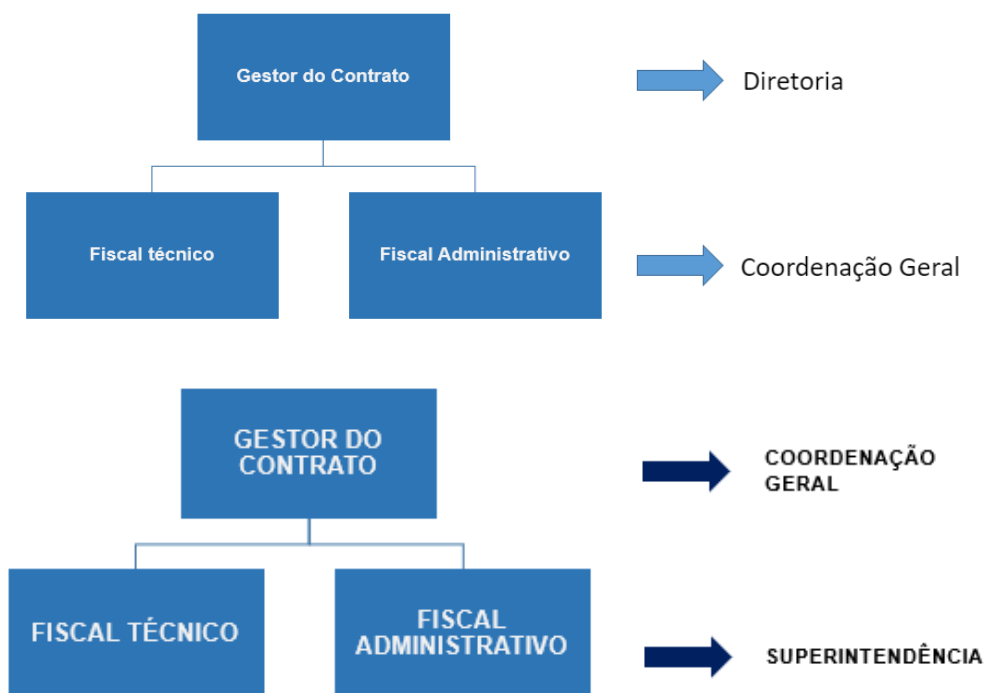 Gestor do Contrato
Diretoria
Fiscal técnico
Fiscal Administrativo
Coordenação Geral
GESTOR DO
CONTRATO
COORDENAÇÃO
GERAL
FISCAL TÉCNICO
FISCAL
ADMINISTRATIVO
SUPERINTENDÊNCIA